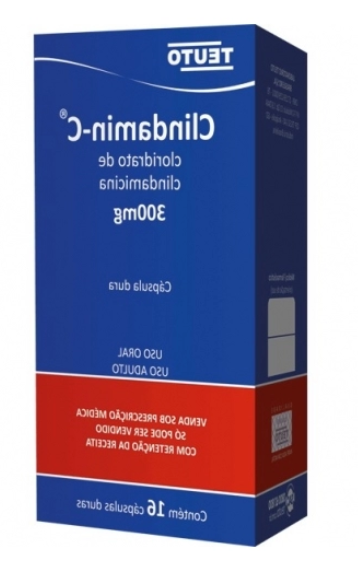 TEUTO
Clindamin-C®
cloridrato de
clindamicina
300mg
Cápsula dura
USO ORAL
USO ADULTO
VENDA SOB PRESCRIÇÃO MÉDICA
SÓ PODE SER VENDIDO
COM RETENÇÃO DA RECEITA
Contém 16 cápsulas duras
TEUTO